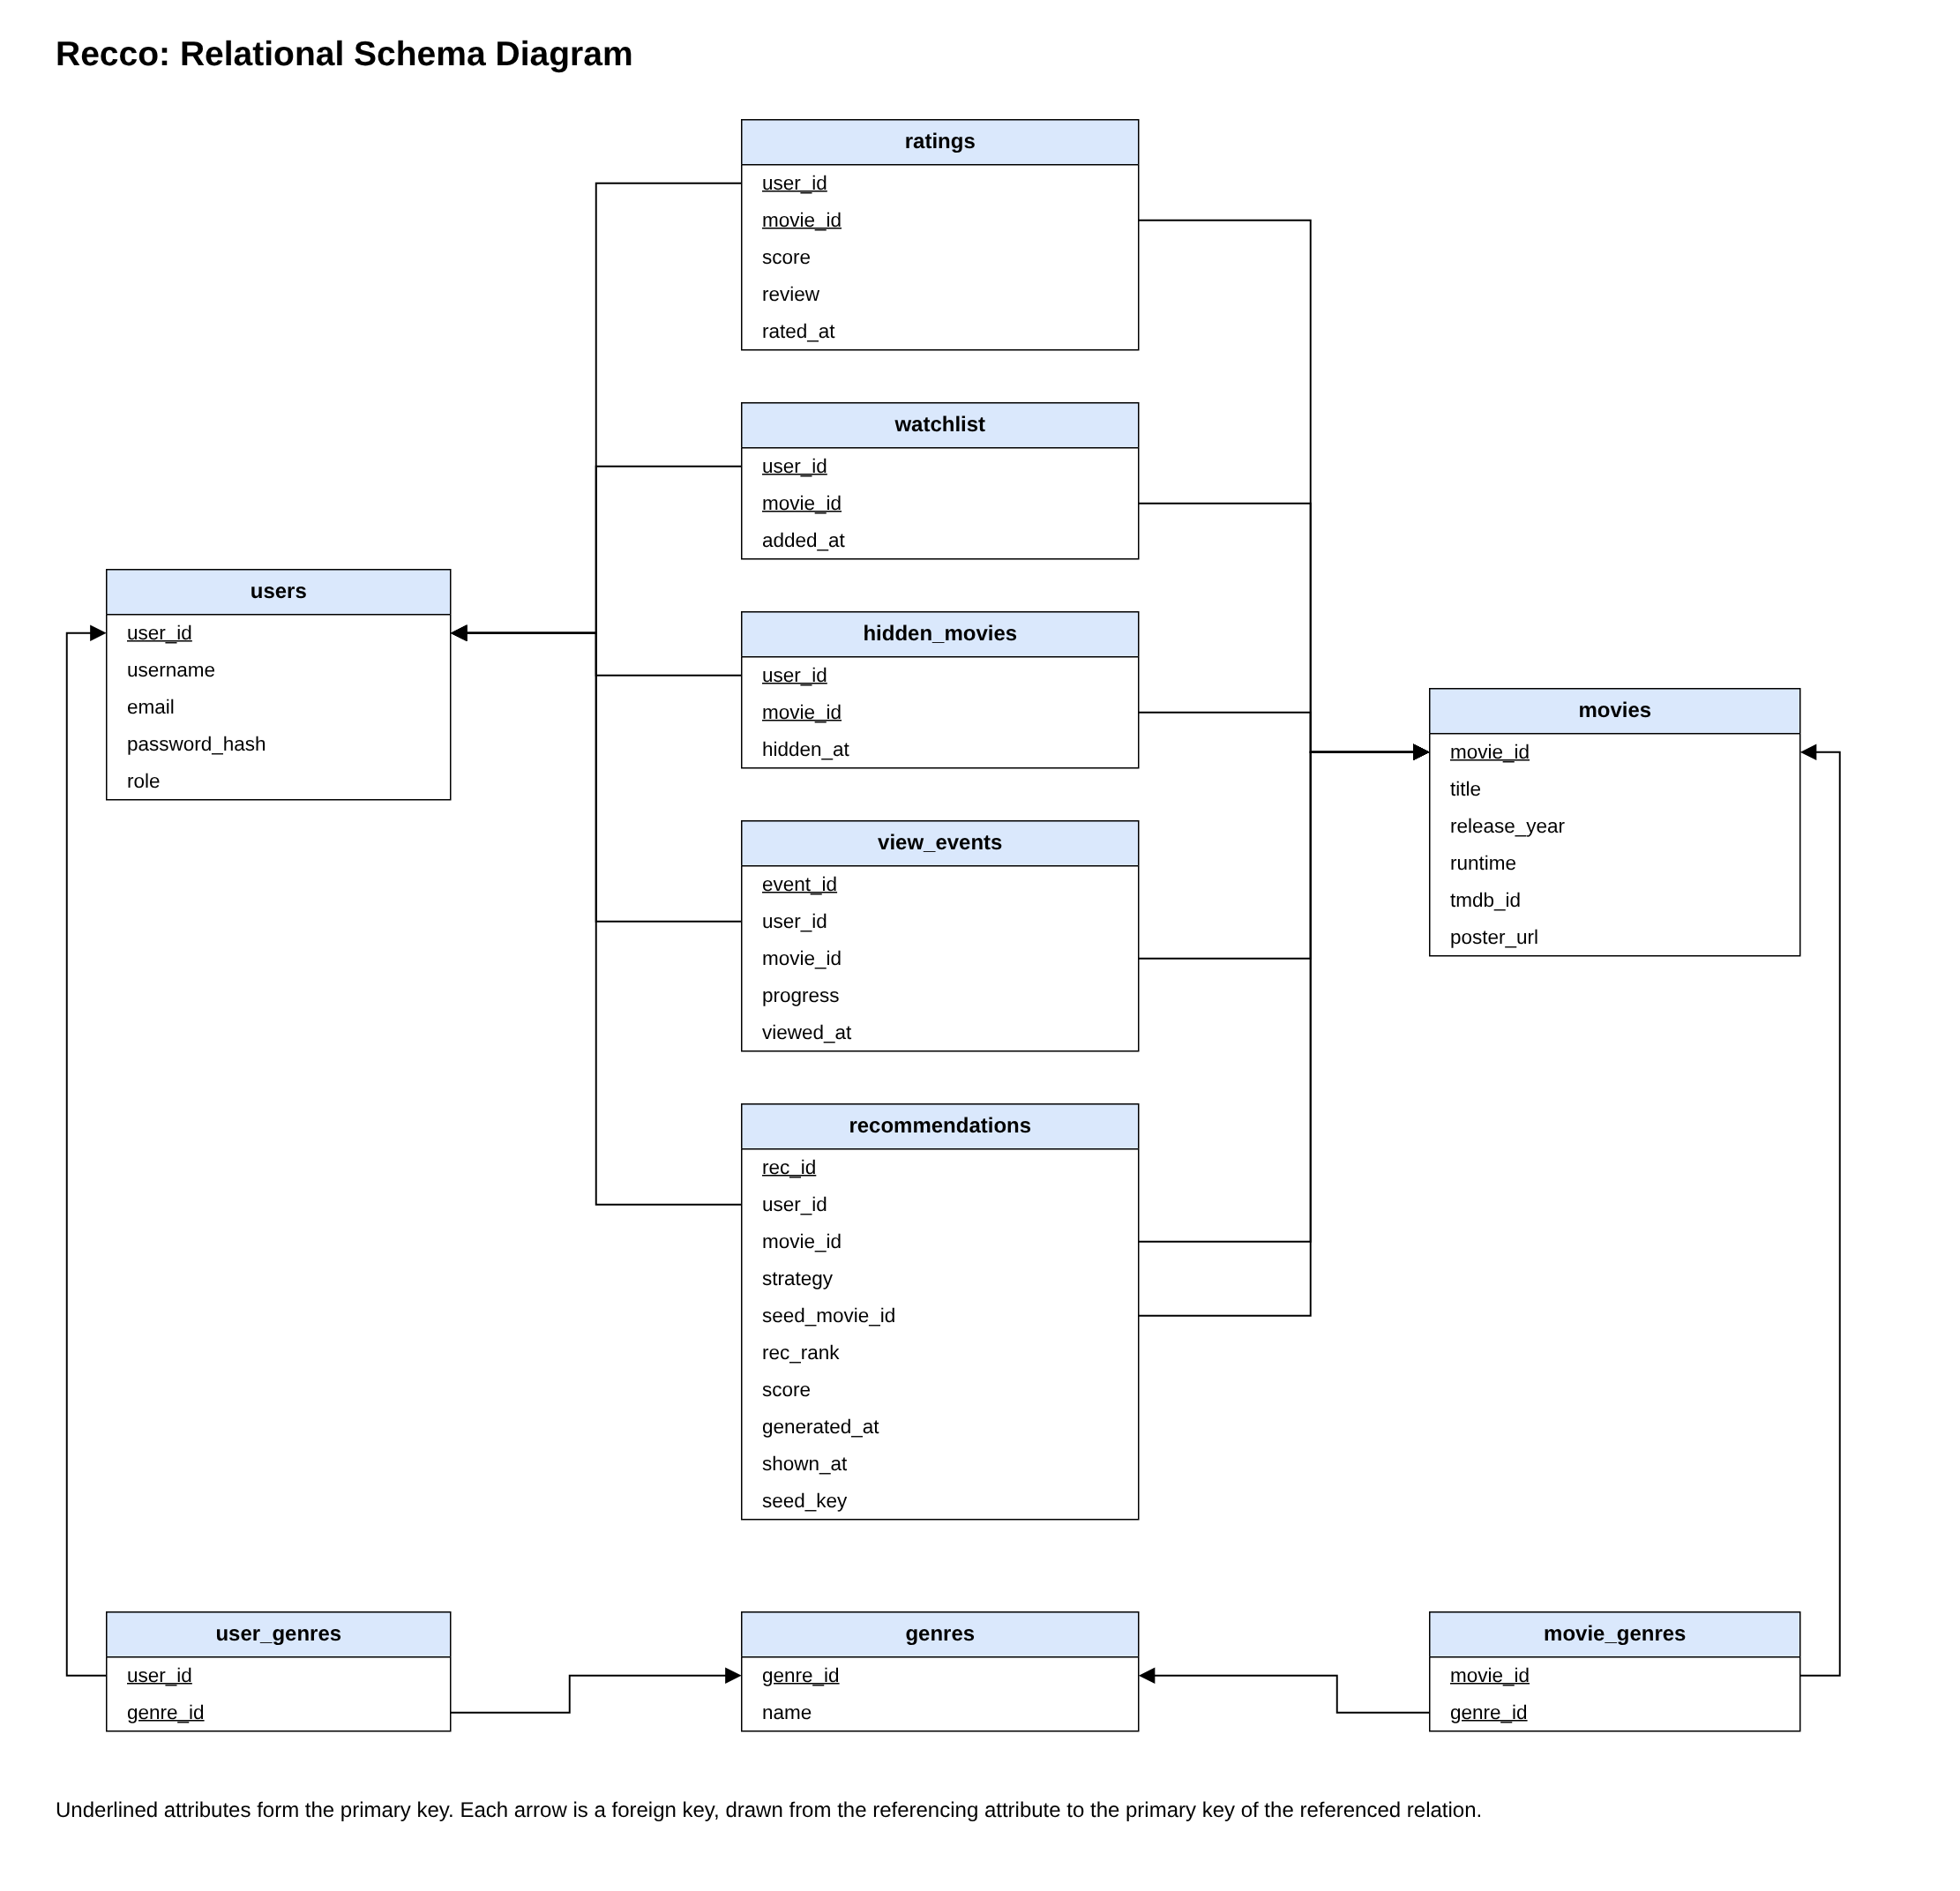 Recco: Relational Schema Diagram
ratings
user_id
movie_id
score
review
rated_at
watchlist
user_id
movie_id
added_at
users
user_id
username
email
password_hash
role
hidden_movies
user_id
movie_id
hidden_at
movies
movie_id
title
release_year
runtime
tmdb_id
poster_url
view_events
event_id
user_id
movie_id
progress
viewed_at
recommendations
rec_id
user_id
movie_id
strategy
seed_movie_id
rec_rank
score
generated_at
shown_at
seed_key
user_genres
user_id
genre_id
genres
genre_id
name
movie_genres
movie_id
genre_id
Underlined attributes form the primary key. Each arrow is a foreign key, drawn from the referencing attribute to the primary key of the referenced relation.